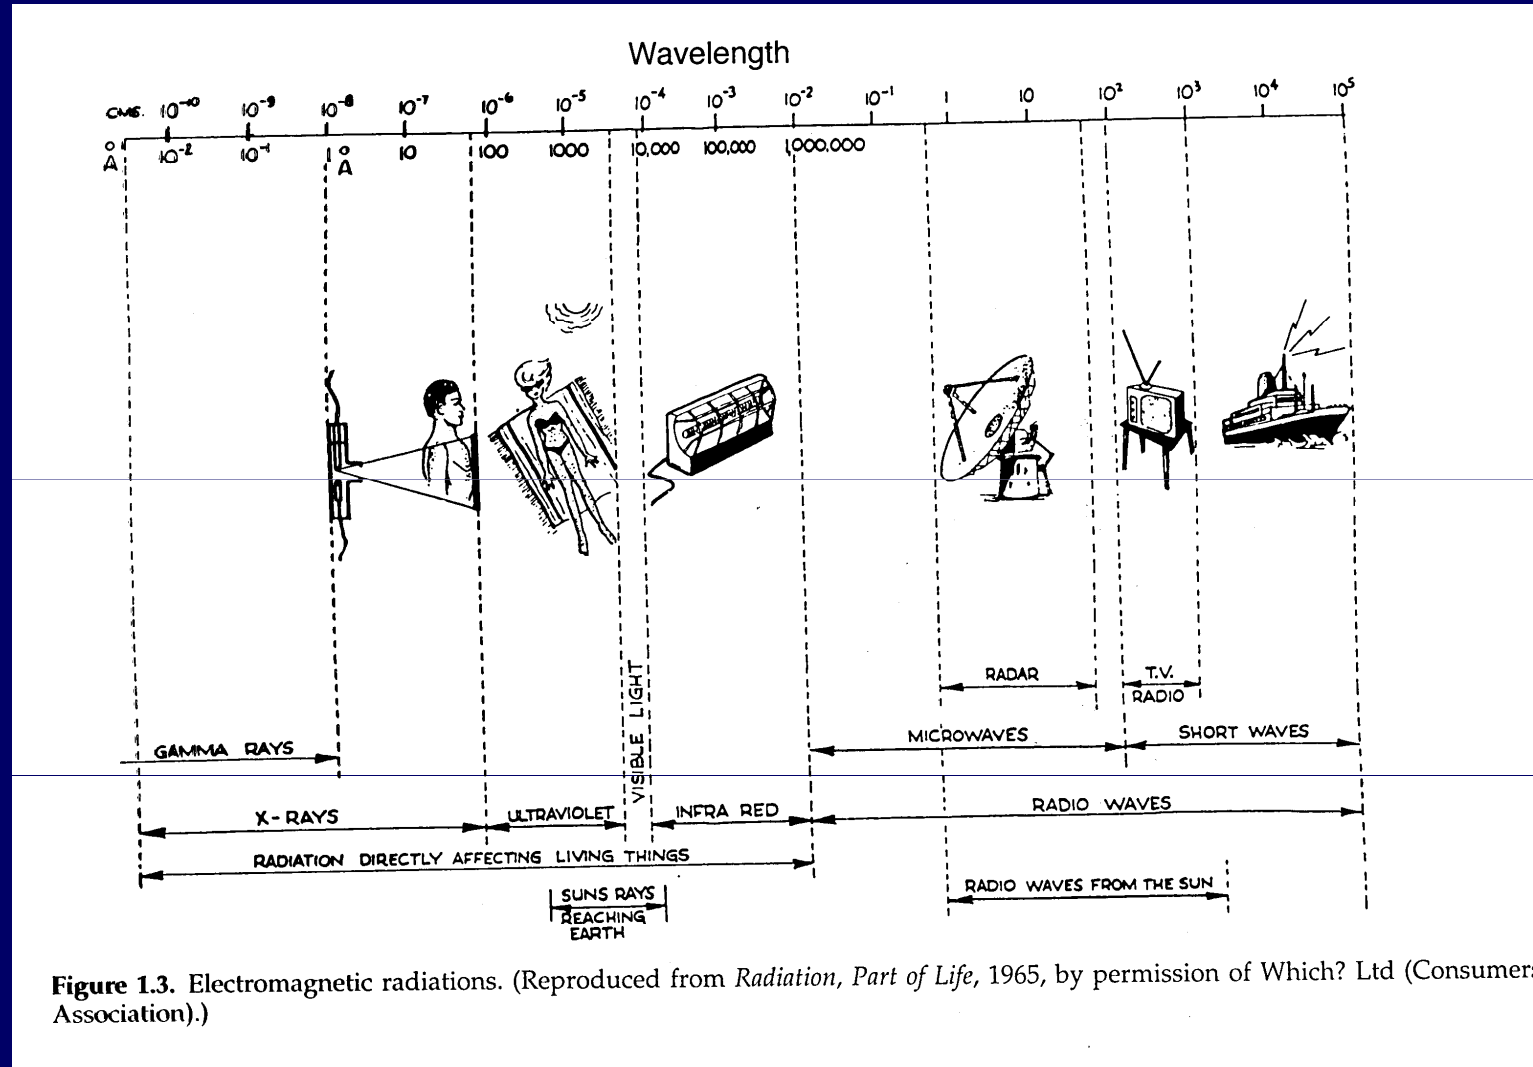 Wavelength
CMS. 10⁻¹⁰ 10⁻⁹ 10⁻⁸ 10⁻⁷ 10⁻⁶ 10⁻⁵ 10⁻⁴ 10⁻³ 10⁻² 10⁻¹ 1 10 10² 10³ 10⁴ 10⁵
Å 10⁻² 10⁻¹ 1 Å 10 100 1000 10,000 100,000 1,000,000
RADAR
T.V.
RADIO
VISIBLE LIGHT
GAMMA RAYS
MICROWAVES
SHORT WAVES
X-RAYS
ULTRAVIOLET
INFRA RED
RADIO WAVES
RADIATION DIRECTLY AFFECTING LIVING THINGS
SUNS RAYS
REACHING
EARTH
RADIO WAVES FROM THE SUN
Figure 1.3. Electromagnetic radiations. (Reproduced from Radiation, Part of Life, 1965, by permission of Which? Ltd (Consumers
Association).)